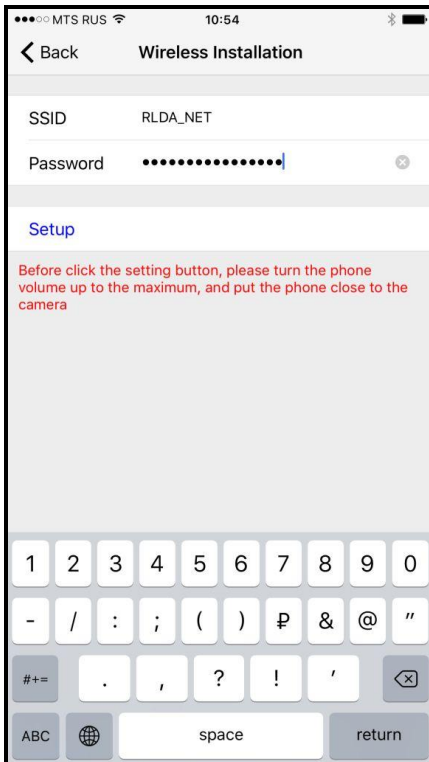 MTS RUS 10:54
Back Wireless Installation
SSID RLDA_NET
Password ••••••••••••••••
Setup
Before click the setting button, please turn the phone
volume up to the maximum, and put the phone close to the
camera
1 2 3 4 5 6 7 8 9 0
- / : ; ( ) ₽ & @ "
#+= . , ? ! '
ABC space return